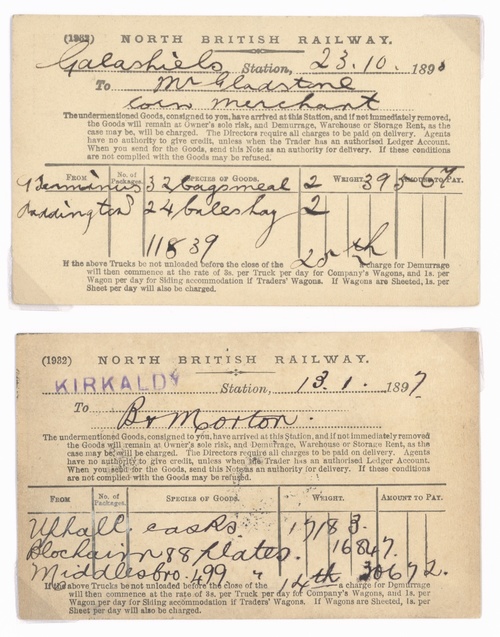 (1932) NORTH BRITISH RAILWAY.
Galashiels Station, 23.10. 189
To Mr Gladstone
Corn Merchant
The undermentioned Goods, consigned to you, have arrived at this Station, and if not immediately removed,
the Goods will remain at Owner's sole risk, and Demurrage, Warehouse or Storage Rent, as the
case may be, will be charged. The Directors require all charges to be paid on delivery. Agents
have no authority to give credit, unless when the Trader has an authorised Ledger Account.
When you send for the Goods, send this Note as an authority for delivery. If these conditions
are not complied with the Goods may be refused.
FROM No. of Packages. SPECIES OF GOODS. WEIGHT. AMOUNT TO PAY.
32 bags meal 2 39
Paddington 24 bales hay 2
11839
If the above Trucks be not unloaded before the close of the 25th a charge for Demurrage
will then commence at the rate of 3s. per Truck per day for Company's Wagons, and 1s. per
Wagon per day for Siding accommodation if Traders' Wagons. If Wagons are Sheeted, 1s. per
Sheet per day will also be charged.
(1932) NORTH BRITISH RAILWAY.
KIRKALDY Station, 13.1. 1897
To
Br Morton.
The undermentioned Goods, consigned to you, have arrived at this Station, and if not immediately removed
the Goods will remain at Owner's sole risk, and Demurrage, Warehouse or Storage Rent, as the
case may be, will be charged. The Directors require all charges to be paid on delivery. Agents
have no authority to give credit, unless when the Trader has an authorised Ledger Account.
When you send for the Goods, send this Note as an authority for delivery. If these conditions
are not complied with the Goods may be refused.
FROM No. of Packages. SPECIES OF GOODS. WEIGHT. AMOUNT TO PAY.
Uphall casks. 17183.
Blochairn 88 plates. 16847.
Middlesbro. 499 " 30672.
If the above Trucks be not unloaded before the close of the 14th a charge for Demurrage
will then commence at the rate of 3s. per Truck per day for Company's Wagons, and 1s. per
Wagon per day for Siding accommodation if Traders' Wagons. If Wagons are Sheeted, 1s. per
Sheet per day will also be charged.